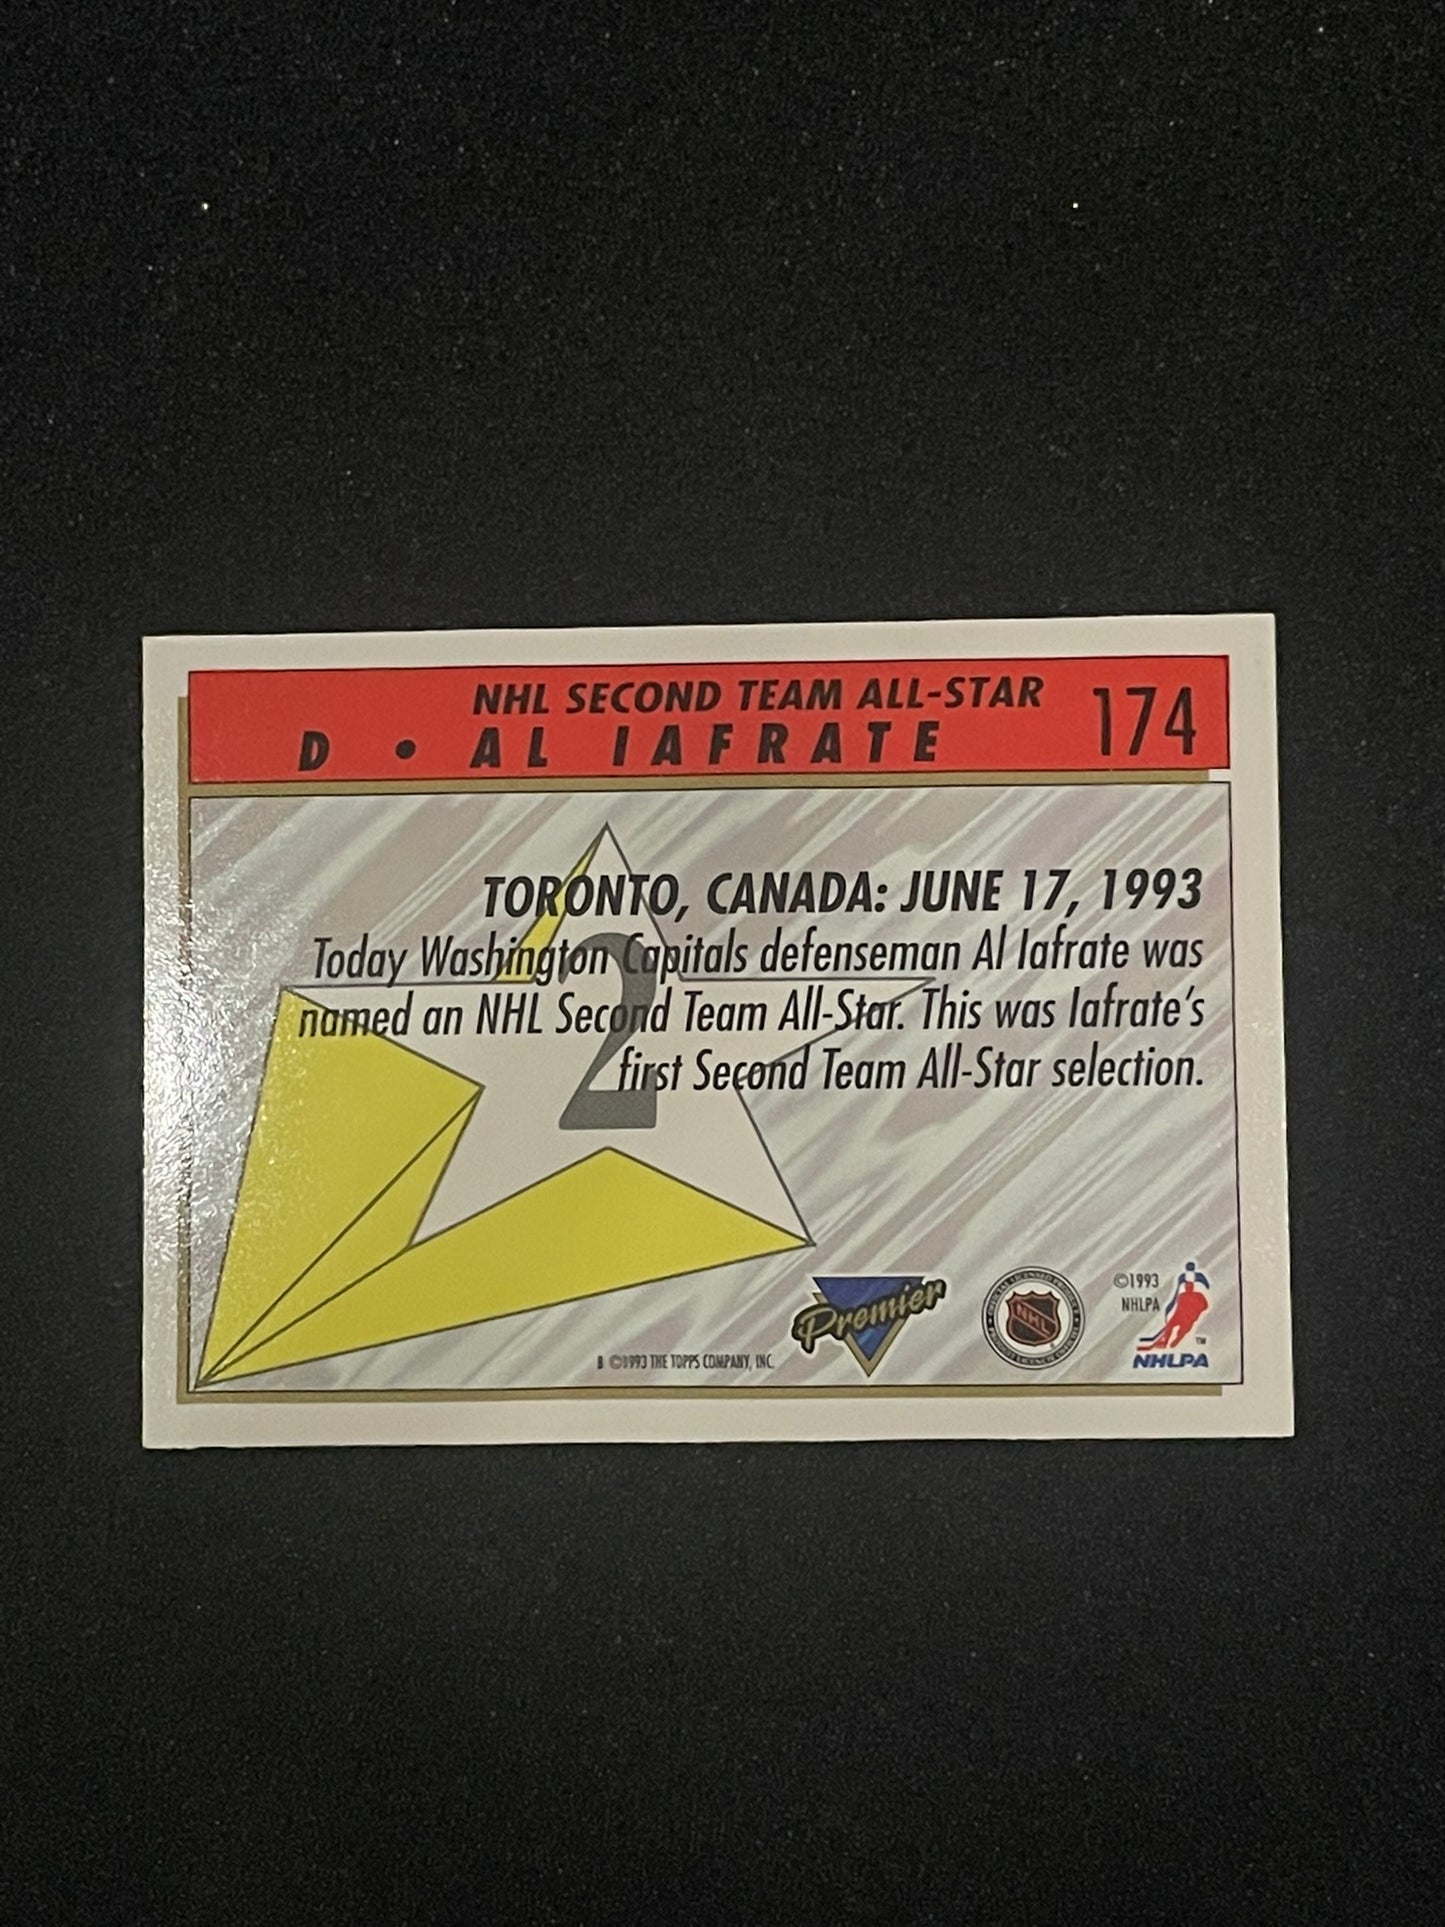 NHL SECOND TEAM ALL-STAR
D • AL IAFRATE
174
TORONTO, CANADA: JUNE 17, 1993
Today Washington Capitals defenseman Al Iafrate was
named an NHL Second Team All-Star. This was Iafrate's
first Second Team All-Star selection.
2
B ©1993 THE TOPPS COMPANY, INC.
Premier
NHL
©1993
NHLPA
TM
NHLPA